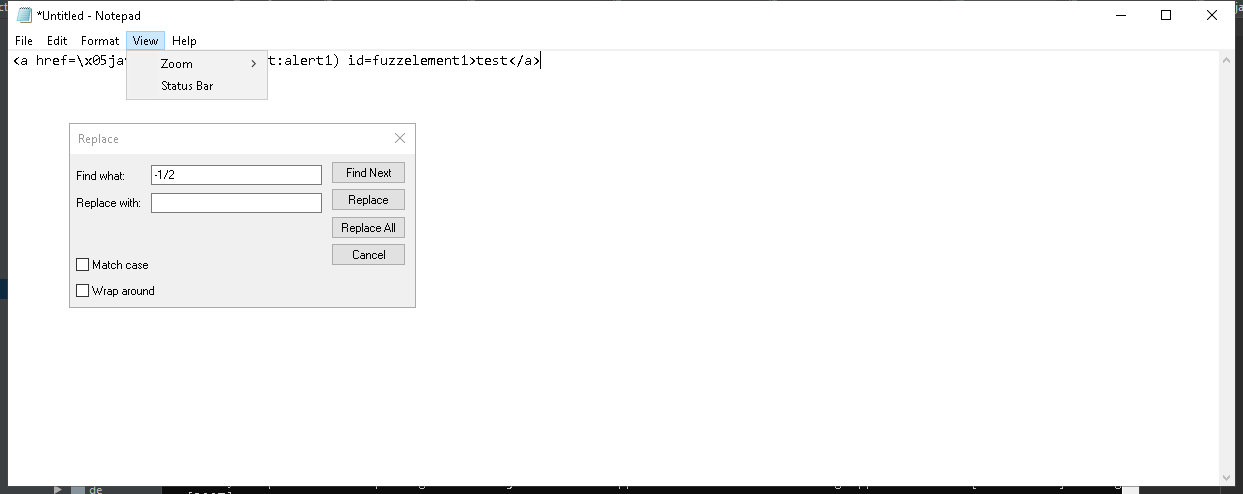 *Untitled - Notepad
File Edit Format View Help
<a href=\x05ja t:alert1) id=fuzzelement1>test</a>
Zoom >
Status Bar
Replace
Find what: -1/2 Find Next
Replace with: Replace
Replace All
Cancel
Match case
Wrap around
de